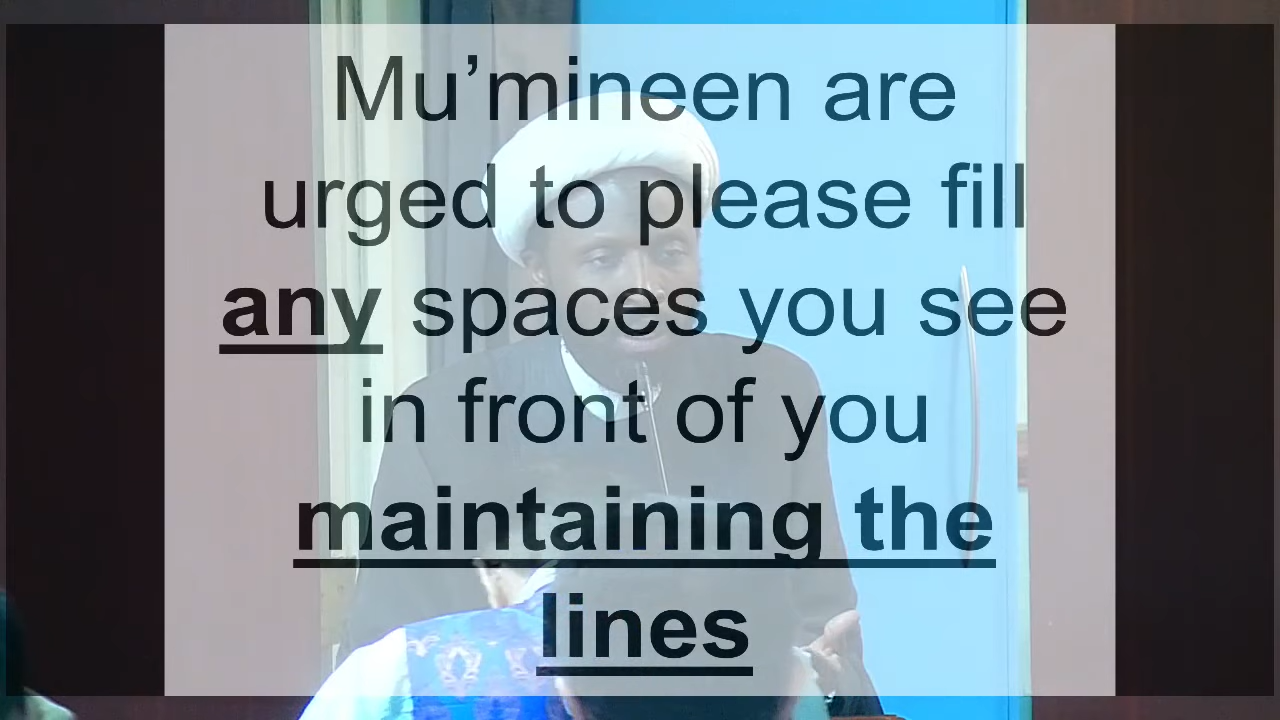 Mu’mineen are
urged to please fill
any spaces you see
in front of you
maintaining the
lines